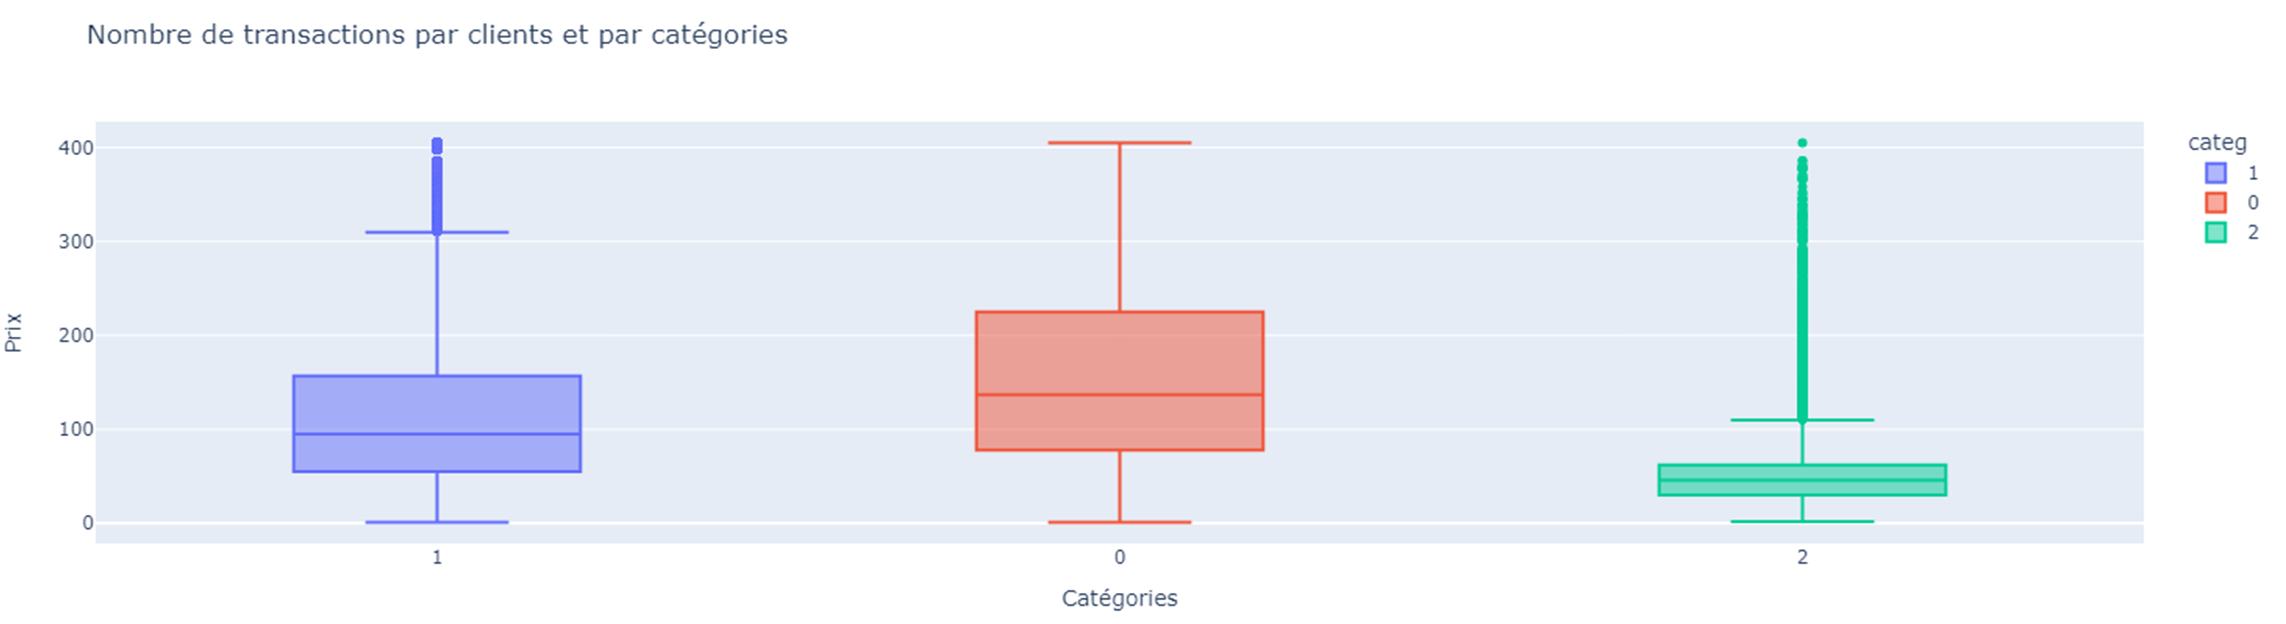 Nombre de transactions par clients et par catégories
400
300
200
100
0
Prix
1
0
2
Catégories
categ
1
0
2